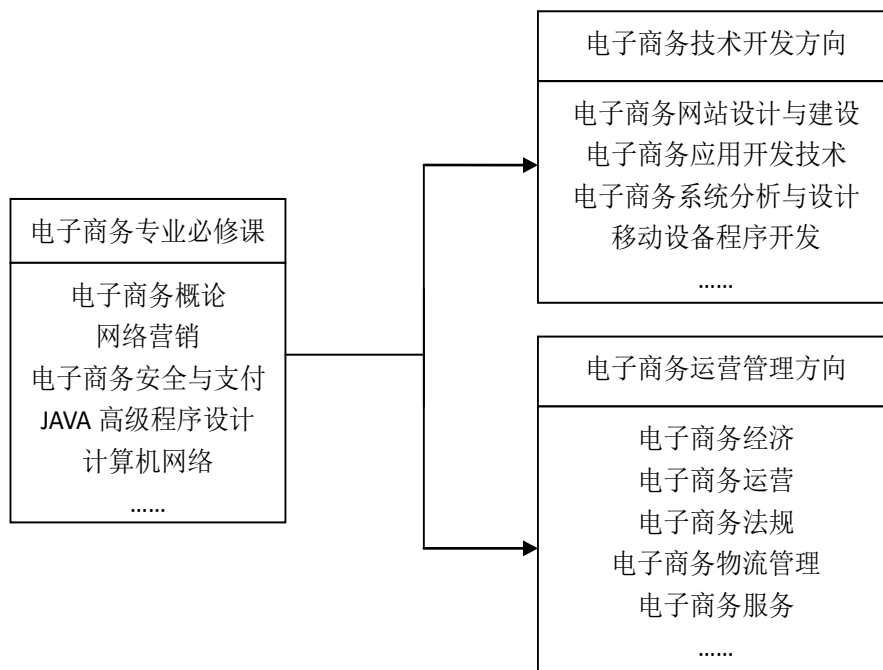 电子商务专业必修课
电子商务概论
网络营销
电子商务安全与支付
JAVA 高级程序设计
计算机网络
......
电子商务技术开发方向
电子商务网站设计与建设
电子商务应用开发技术
电子商务系统分析与设计
移动设备程序开发
......
电子商务运营管理方向
电子商务经济
电子商务运营
电子商务法规
电子商务物流管理
电子商务服务
......